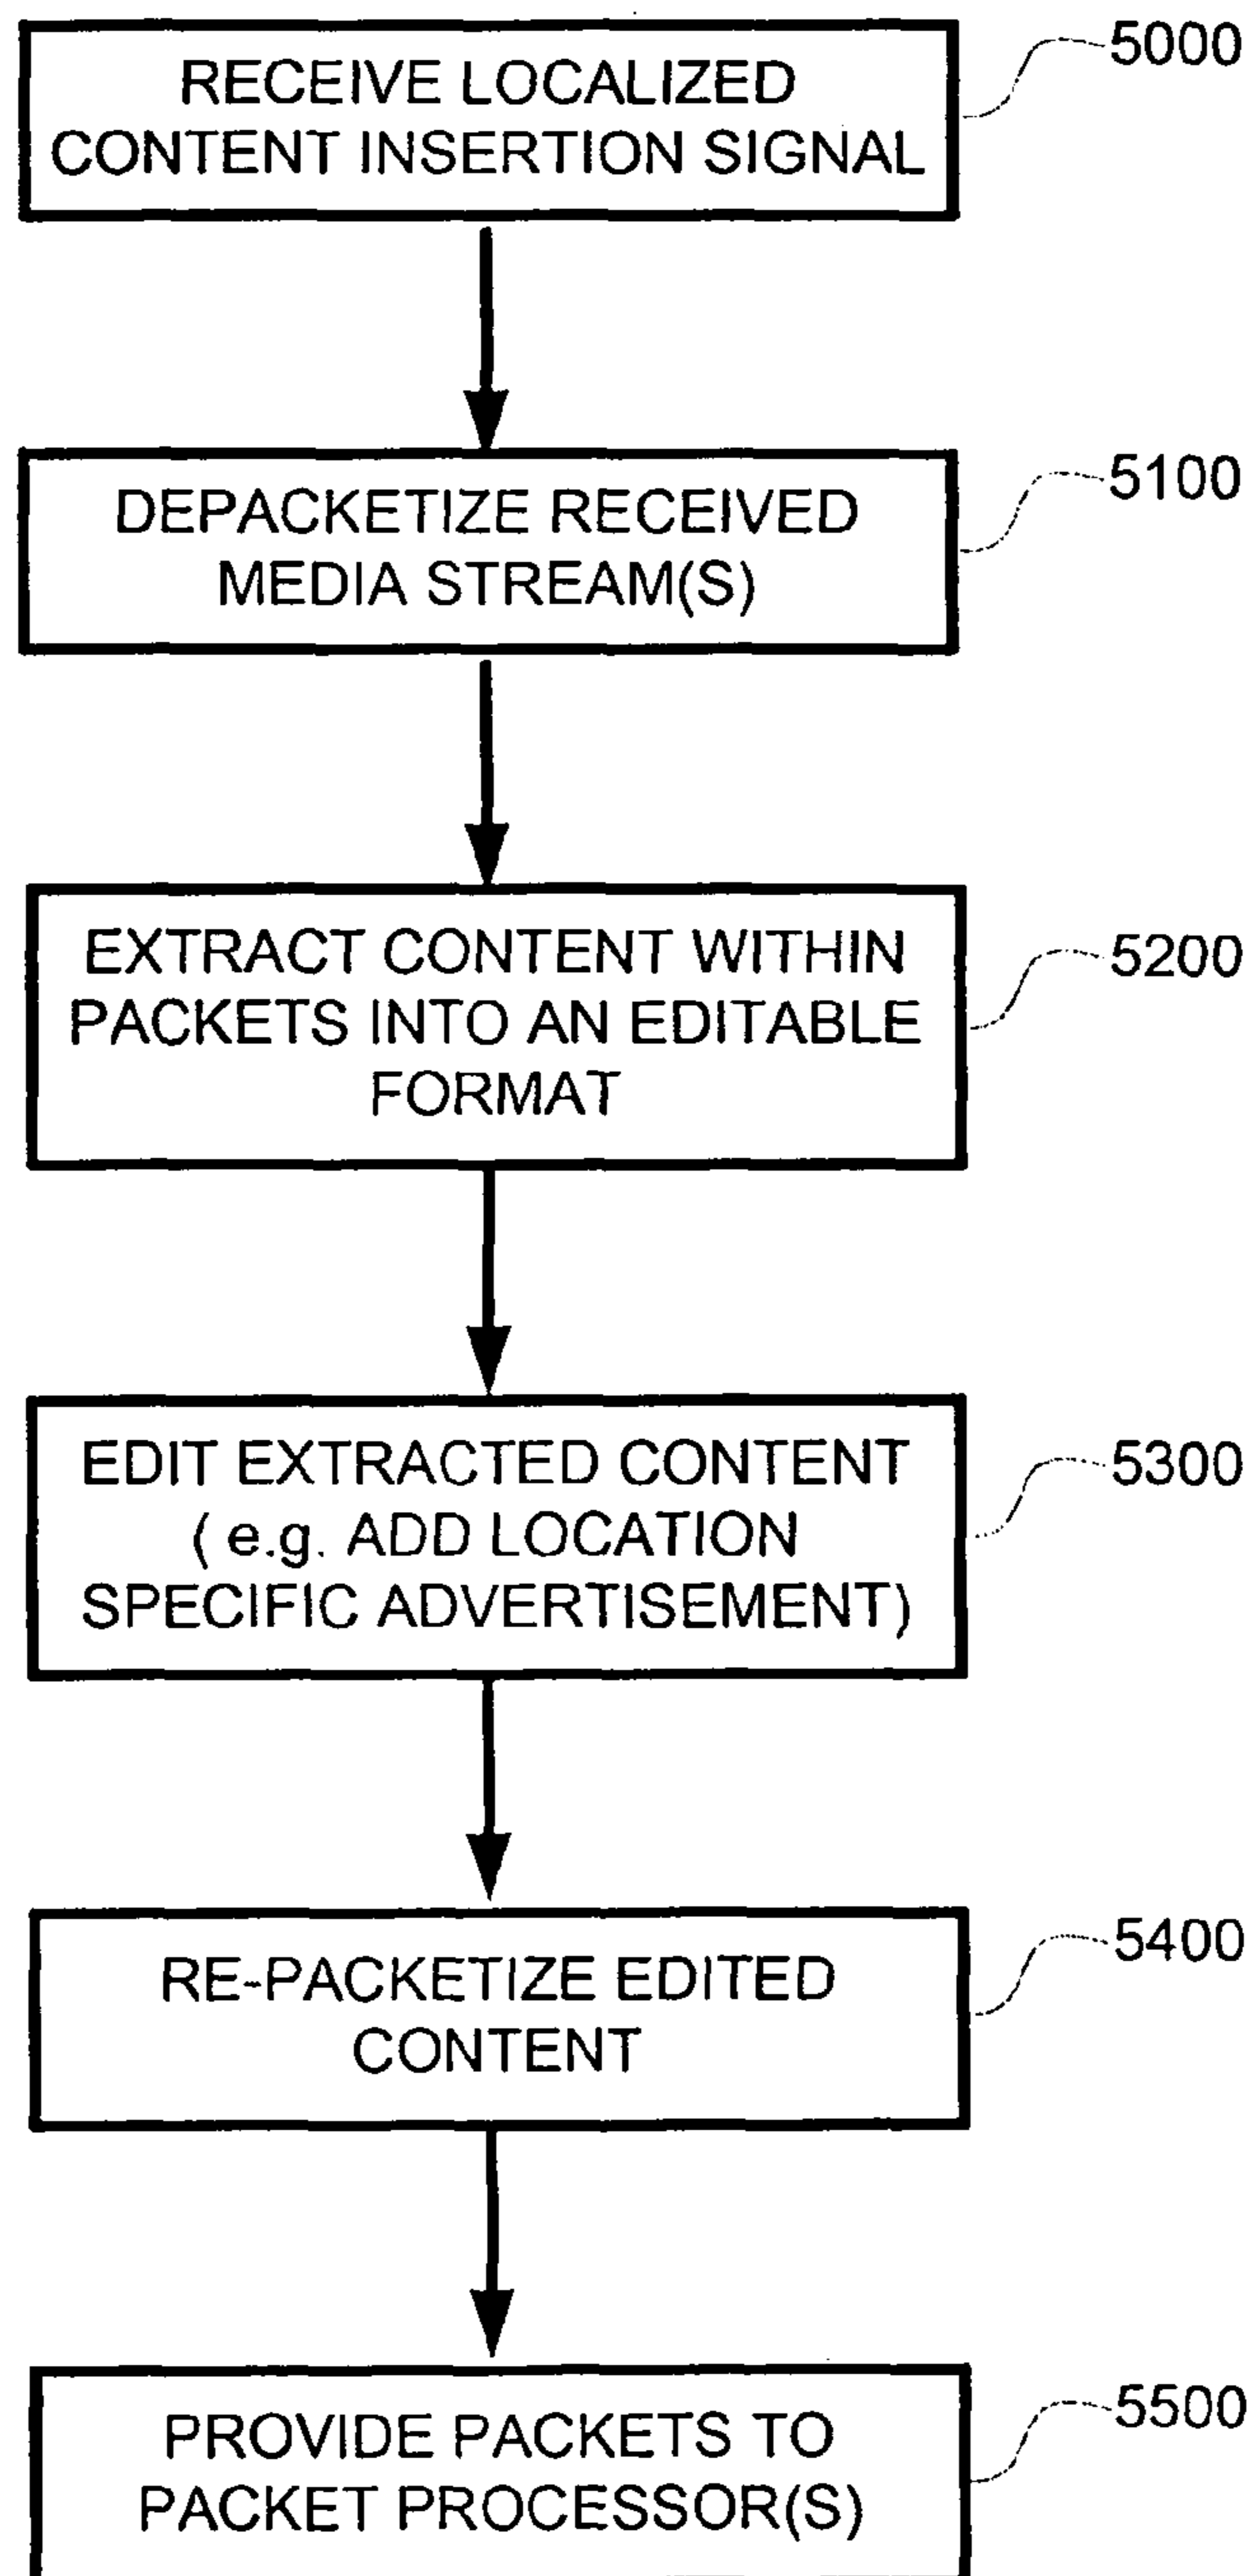 RECEIVE LOCALIZED
CONTENT INSERTION SIGNAL
5000
DEPACKETIZE RECEIVED
MEDIA STREAM(S)
5100
EXTRACT CONTENT WITHIN
PACKETS INTO AN EDITABLE
FORMAT
5200
EDIT EXTRACTED CONTENT
( e.g. ADD LOCATION
SPECIFIC ADVERTISEMENT)
5300
RE-PACKETIZE EDITED
CONTENT
5400
PROVIDE PACKETS TO
PACKET PROCESSOR(S)
5500